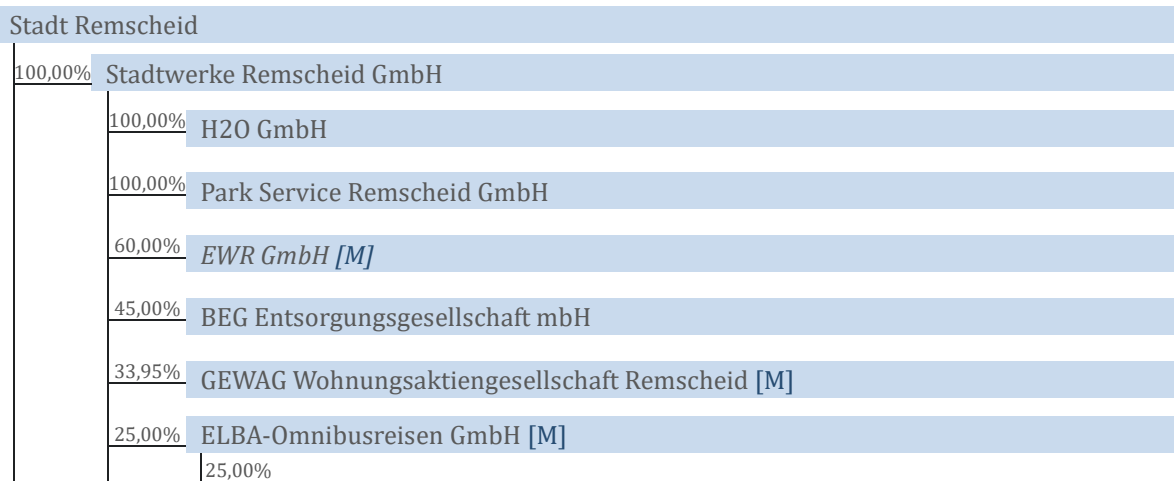 Stadt Remscheid
100,00% Stadtwerke Remscheid GmbH
100,00% H2O GmbH
100,00% Park Service Remscheid GmbH
60,00% EWR GmbH [M]
45,00% BEG Entsorgungsgesellschaft mbH
33,95% GEWAG Wohnungsaktiengesellschaft Remscheid [M]
25,00% ELBA-Omnibusreisen GmbH [M]
25,00%